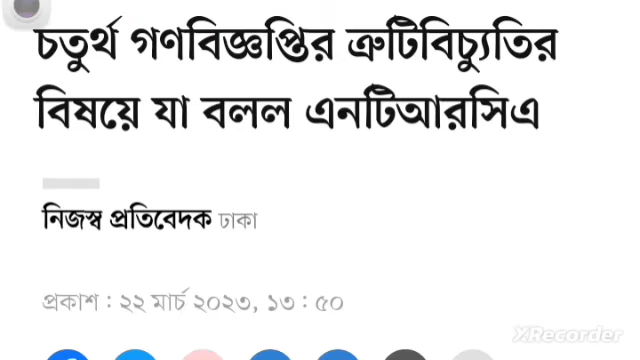 চতুর্থ গণবিজ্ঞপ্তির ত্রুটিবিচ্যুতির
বিষয়ে যা বলল এনটিআরসিএ
নিজস্ব প্রতিবেদক ঢাকা
প্রকাশ : ২২ মার্চ ২০২৩, ১৩ : ৫০
XRecorder